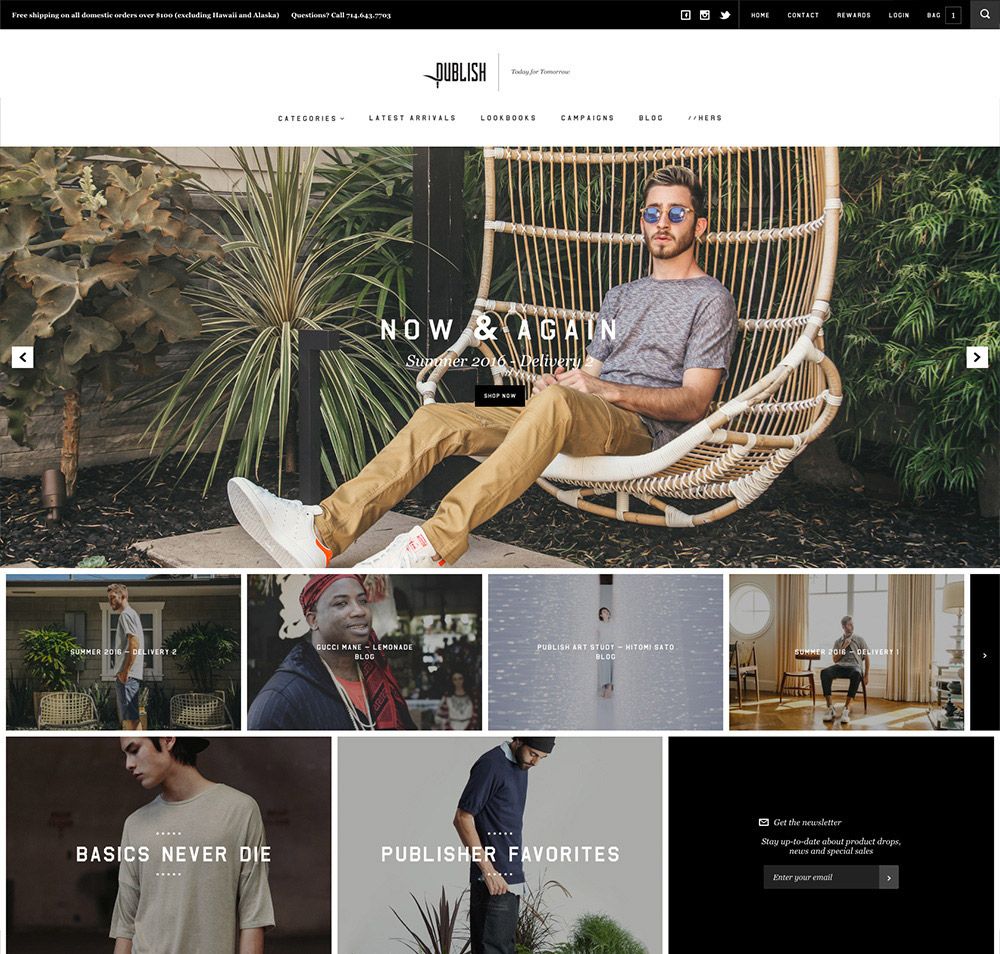 Free shipping on all domestic orders over $100 (excluding Hawaii and Alaska) Questions? Call 714.643.7703
HOME CONTACT REWARDS LOGIN BAG 1
PUBLISH Today for Tomorrow
CATEGORIES LATEST ARRIVALS LOOKBOOKS CAMPAIGNS BLOG //HERS
NOW & AGAIN
Summer 2016 - Delivery 2
SHOP NOW
SUMMER 2016 – DELIVERY 2
GUCCI MANE – LEMONADE
BLOG
PUBLISH ART STUDY – HITOMI SATO
BLOG
SUMMER 2016 – DELIVERY 1
BASICS NEVER DIE
PUBLISHER FAVORITES
Get the newsletter
Stay up-to-date about product drops,
news and special sales
Enter your email